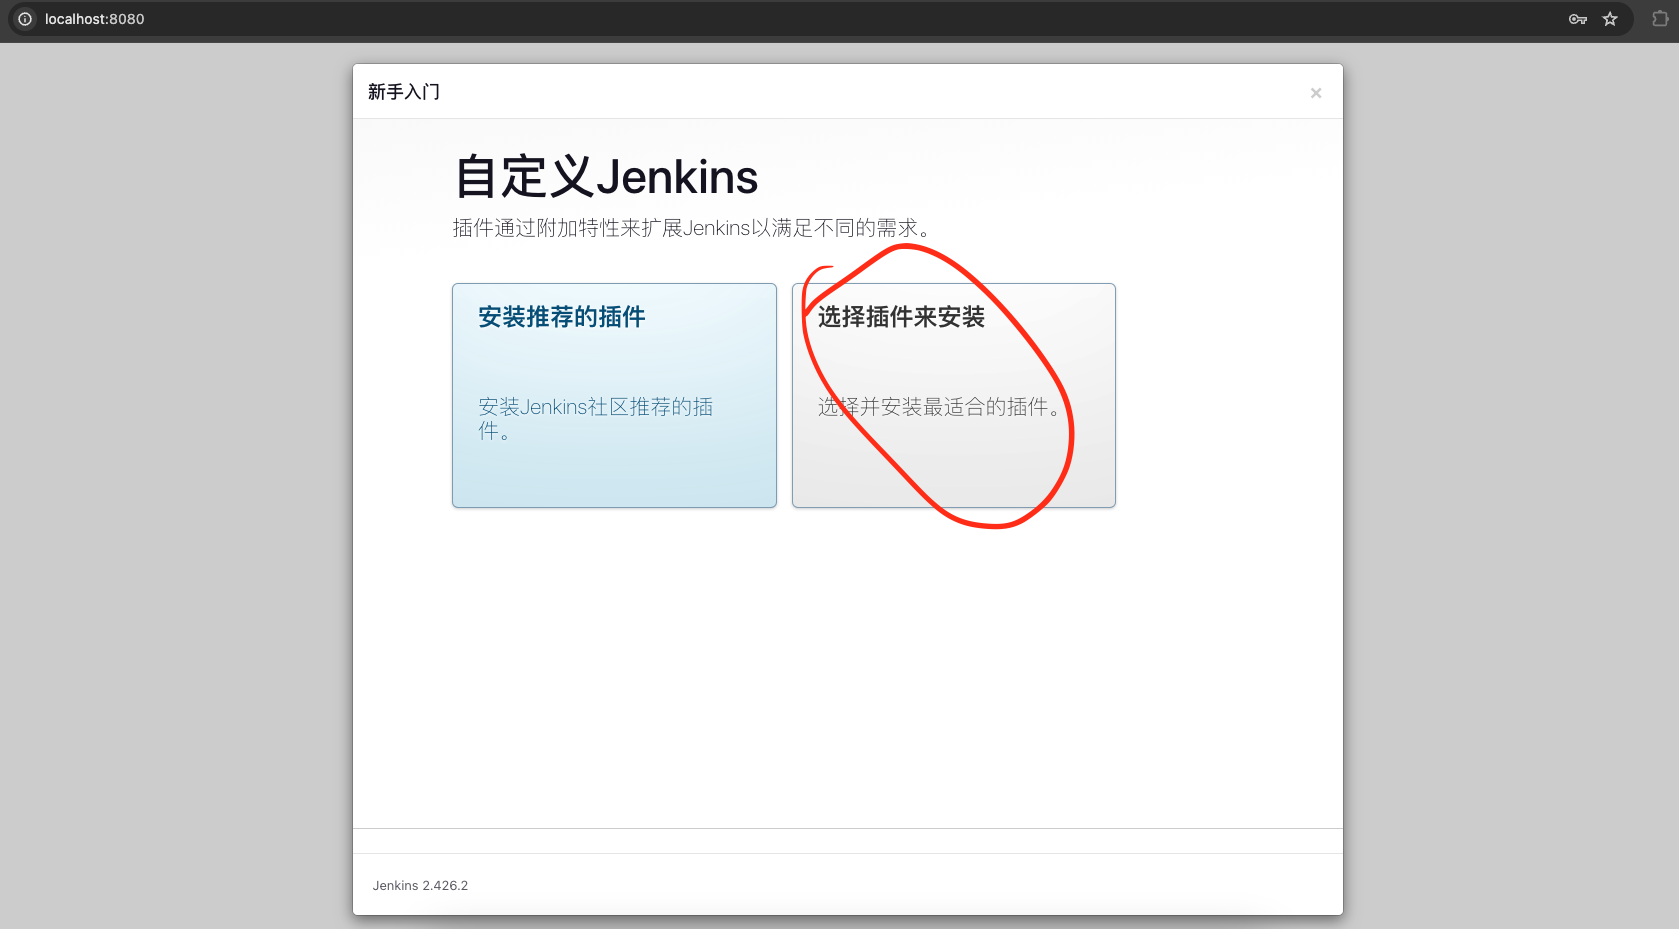 localhost:8080
新手入门
×
自定义Jenkins
插件通过附加特性来扩展Jenkins以满足不同的需求。
安装推荐的插件
安装Jenkins社区推荐的插
件。
选择插件来安装
选择并安装最适合的插件。
Jenkins 2.426.2